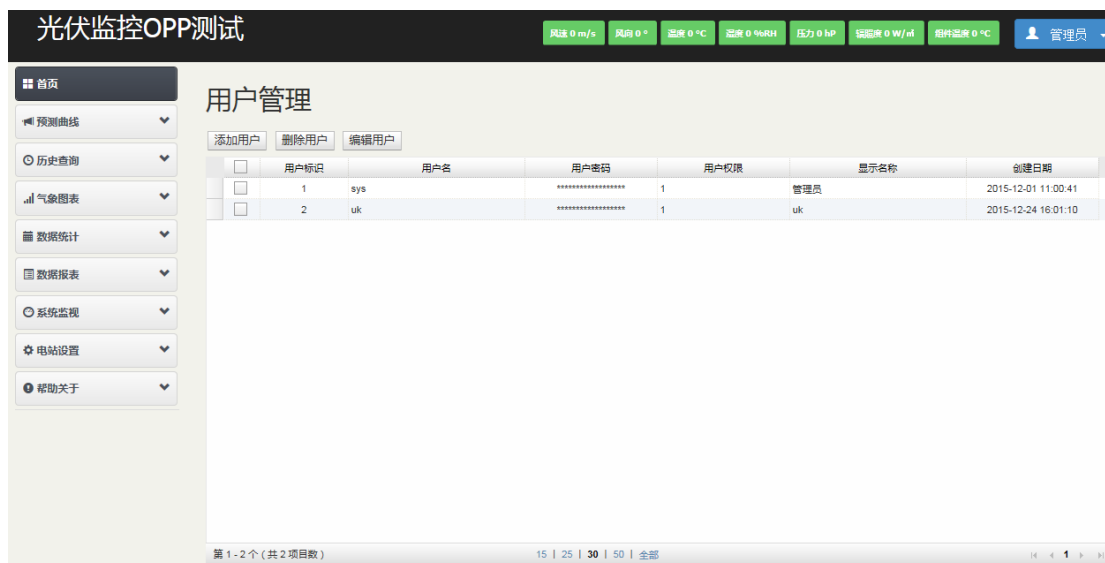 光伏监控OPP测试
风速 0 m/s 风向 0 ° 温度 0 ℃ 湿度 0 %RH 压力 0 hP 辐照度 0 W/㎡ 组件温度 0 ℃ 管理员
首页
预测曲线
历史查询
气象图表
数据统计
数据报表
系统监视
电站设置
帮助关于
用户管理
添加用户 删除用户 编辑用户
用户标识 用户名 用户密码 用户权限 显示名称 创建日期
1 sys ****************** 1 管理员 2015-12-01 11:00:41
2 uk ****************** 1 uk 2015-12-24 16:01:10
第 1 - 2 个 ( 共 2 项目数 ) 15 | 25 | 30 | 50 | 全部 1